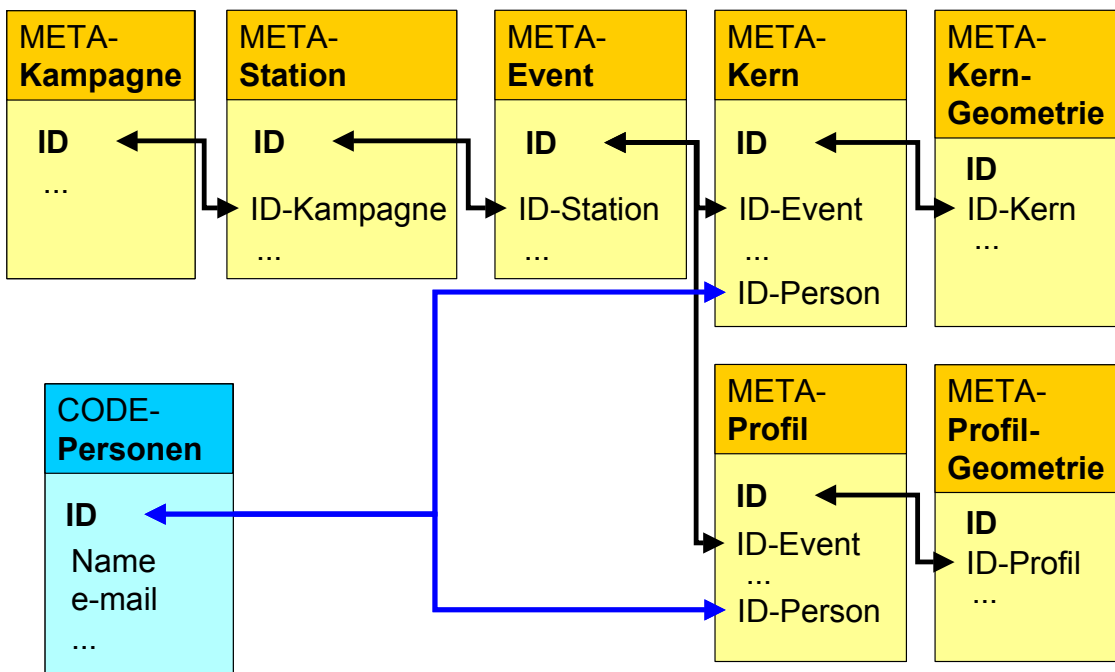 META-
Kampagne
ID
...
META-
Station
ID
ID-Kampagne
...
META-
Event
ID
ID-Station
...
META-
Kern
ID
ID-Event
...
ID-Person
META-
Kern-
Geometrie
ID
ID-Kern
...
CODE-
Personen
ID
Name
e-mail
...
META-
Profil
ID
ID-Event
...
ID-Person
META-
Profil-
Geometrie
ID
ID-Profil
...